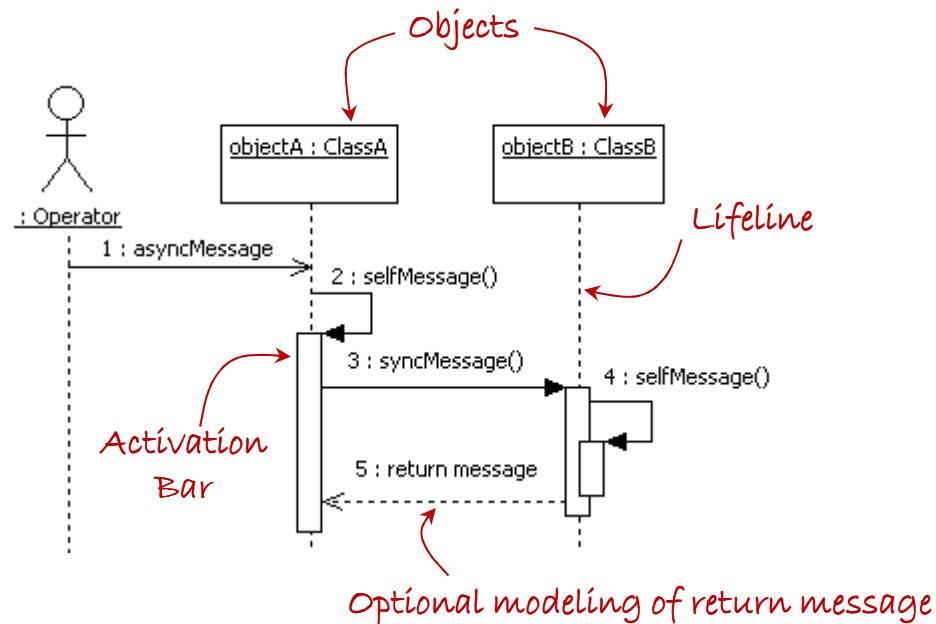 Objects
objectA : ClassA
objectB : ClassB
: Operator
Lifeline
1 : asyncMessage
2 : selfMessage()
3 : syncMessage()
4 : selfMessage()
Activation
Bar
5 : return message
Optional modeling of return message